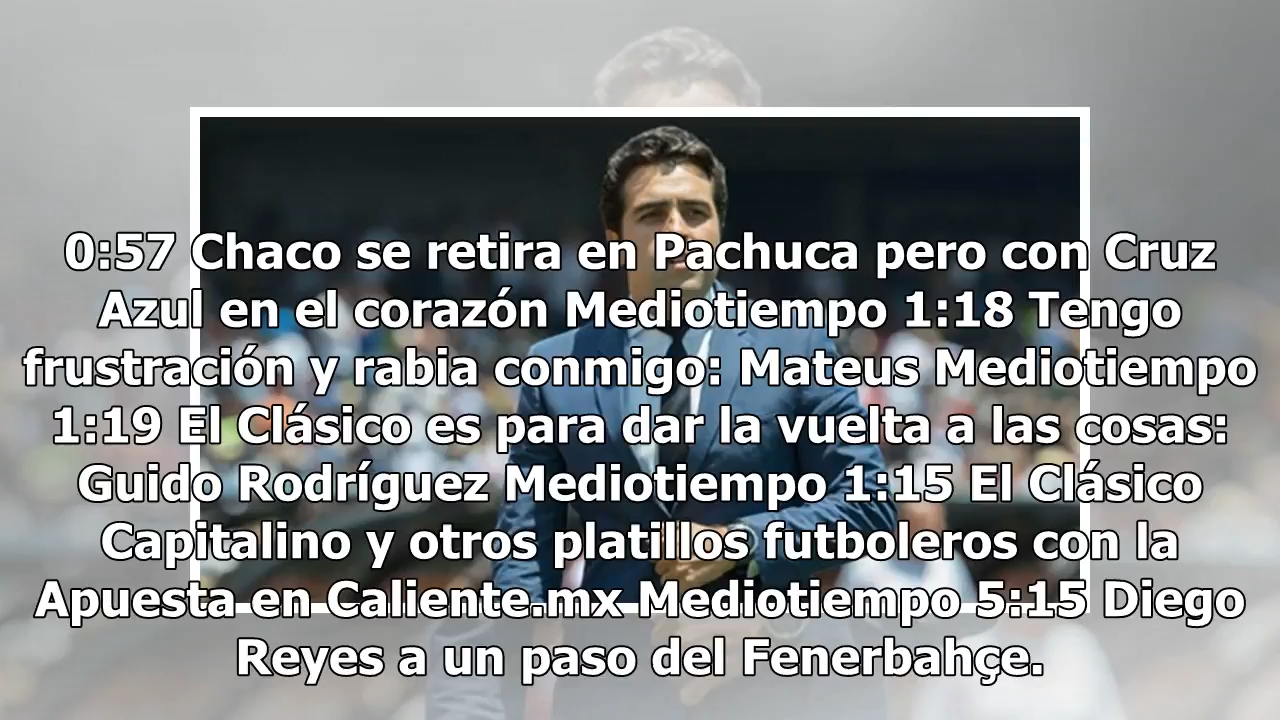 0:57 Chaco se retira en Pachuca pero con Cruz
Azul en el corazón Mediotiempo 1:18 Tengo
frustración y rabia conmigo: Mateus Mediotiempo
1:19 El Clásico es para dar la vuelta a las cosas:
Guido Rodríguez Mediotiempo 1:15 El Clásico
Capitalino y otros platillos futboleros con la
Apuesta en Caliente.mx Mediotiempo 5:15 Diego
Reyes a un paso del Fenerbahçe.